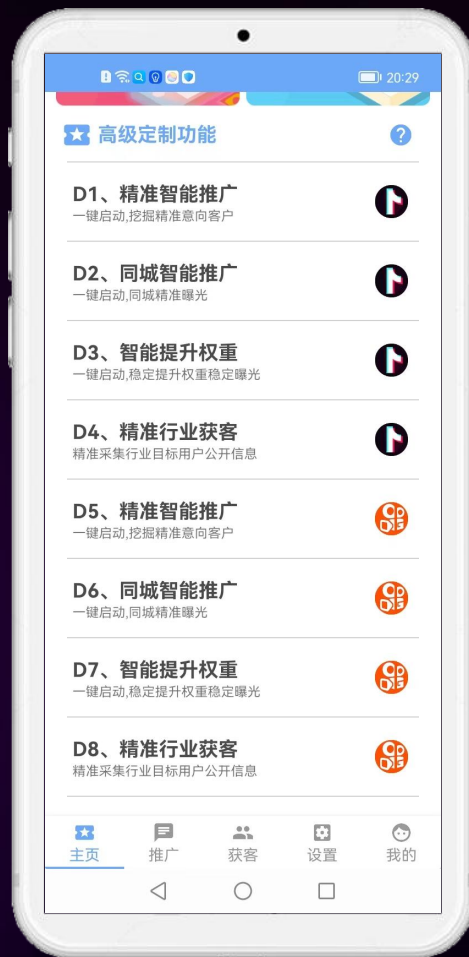 20:29
高级定制功能
?
D1、精准智能推广
一键启动,挖掘精准意向客户
D2、同城智能推广
一键启动,同城精准曝光
D3、智能提升权重
一键启动,稳定提升权重稳定曝光
D4、精准行业获客
精准采集行业目标用户公开信息
D5、精准智能推广
一键启动,挖掘精准意向客户
D6、同城智能推广
一键启动,同城精准曝光
D7、智能提升权重
一键启动,稳定提升权重稳定曝光
D8、精准行业获客
精准采集行业目标用户公开信息
主页 推广 获客 设置 我的